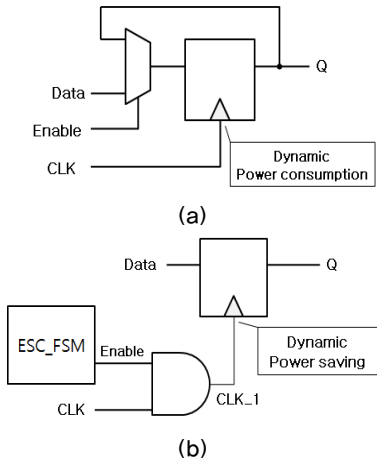 Q
Data
Enable
CLK
Dynamic
Power consumption
(a)
Data
Q
ESC_FSM
Enable
Dynamic
Power saving
CLK
CLK_1
(b)